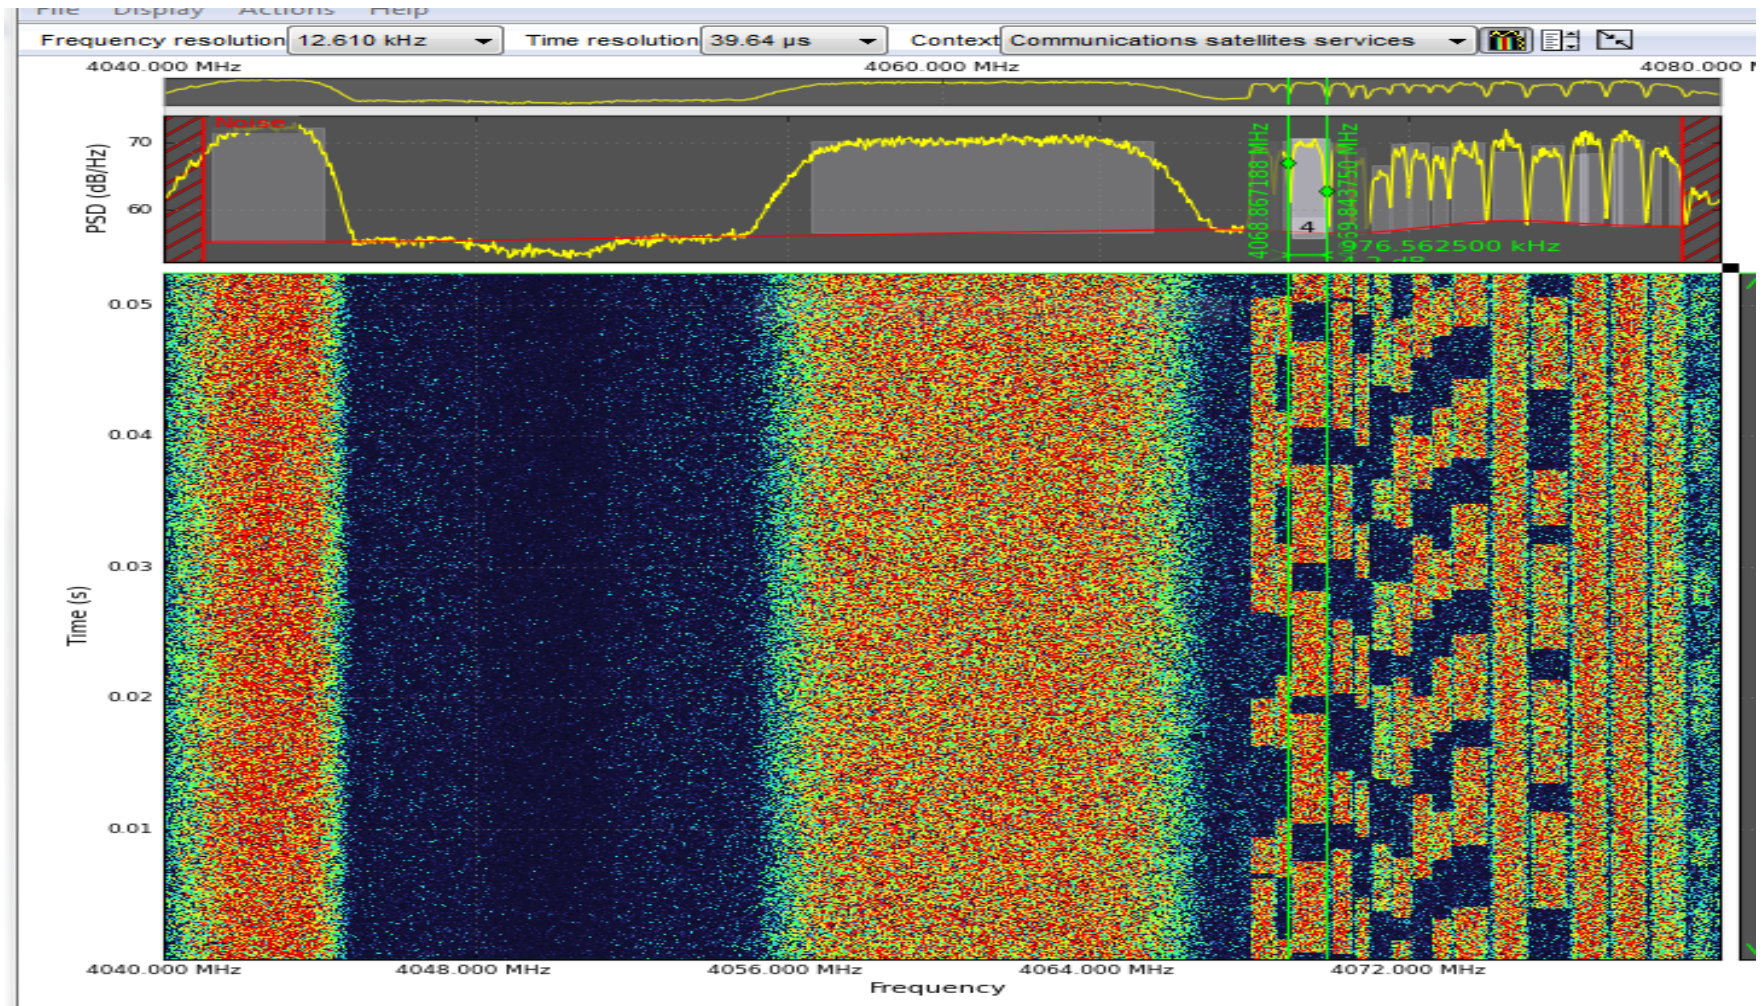 File Display Actions Help
Frequency resolution 12.610 kHz Time resolution 39.64 µs Context Communications satellites services
4040.000 MHz 4060.000 MHz 4080.000 M
Noise
PSD (dB/Hz)
70
60
4068.867188 MHz
4069.843750 MHz
4
976.562500 kHz
Time (s)
0.05
0.04
0.03
0.02
0.01
4040.000 MHz 4048.000 MHz 4056.000 MHz 4064.000 MHz 4072.000 MHz
Frequency